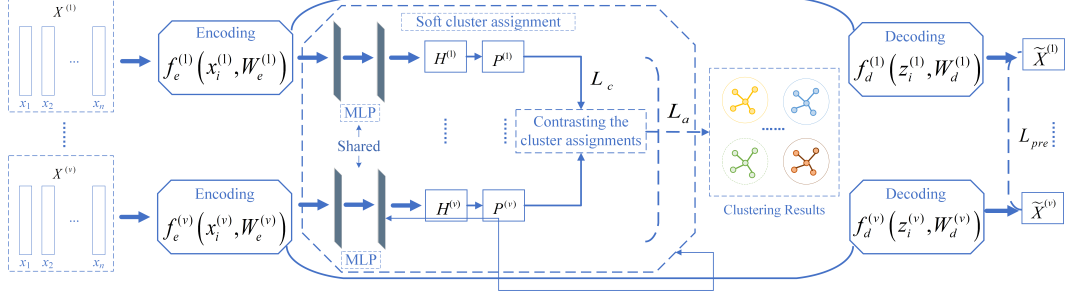 X^(1)
...
x_1 x_2 x_n
Encoding
f_e^(1)(x_i^(1), W_e^(1))
Soft cluster assignment
MLP
H^(1) P^(1)
L_c
Shared
Contrasting the
cluster assignments
L_a
Clustering Results
Decoding
f_d^(1)(z_i^(1), W_d^(1))
X̃^(1)
L_pre
X^(v)
...
x_1 x_2 x_n
Encoding
f_e^(v)(x_i^(v), W_e^(v))
MLP
H^(v) P^(v)
Decoding
f_d^(v)(z_i^(v), W_d^(v))
X̃^(v)